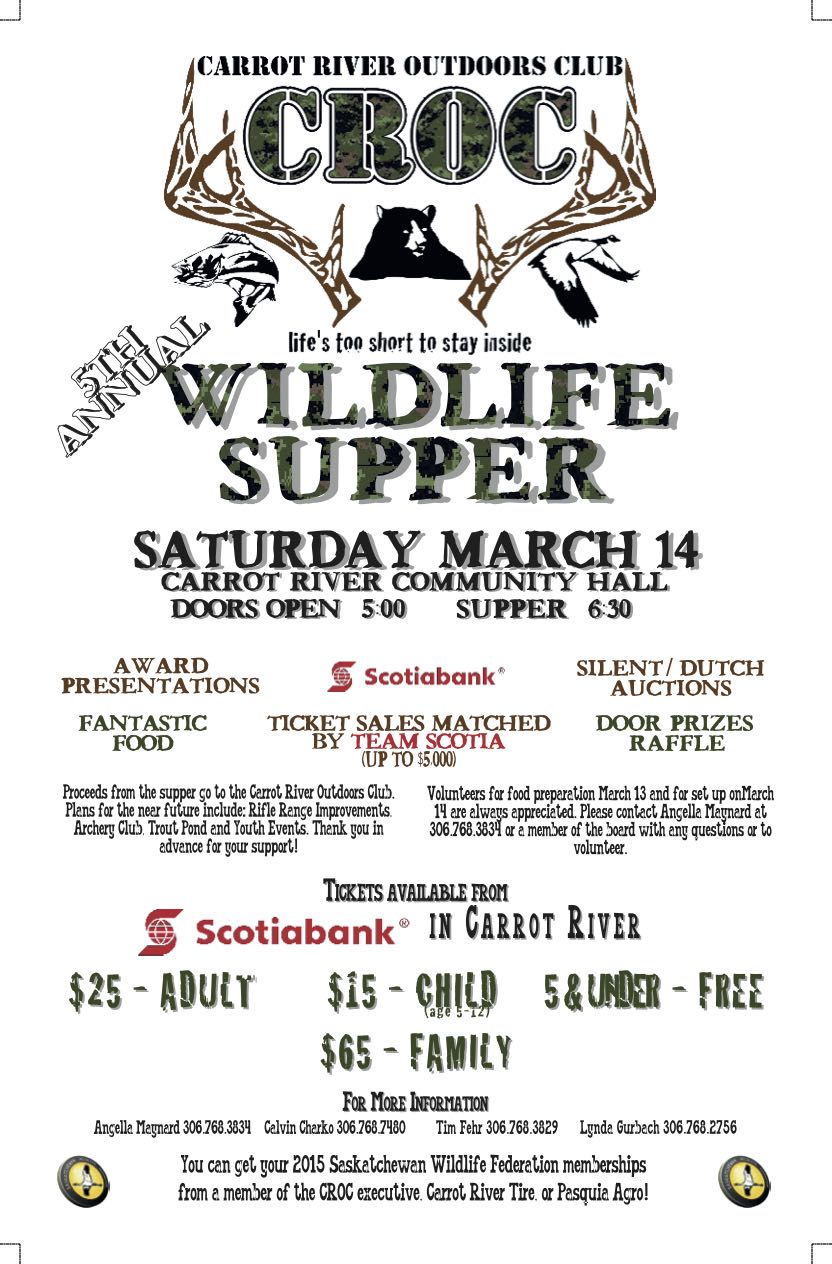 CARROT RIVER OUTDOORS CLUB
CROC
life's too short to stay inside
5TH
ANNUAL
WILDLIFE
SUPPER
SATURDAY MARCH 14
CARROT RIVER COMMUNITY HALL
DOORS OPEN 5:00 SUPPER 6:30
AWARD
PRESENTATIONS
Scotiabank®
SILENT/ DUTCH
AUCTIONS
FANTASTIC
FOOD
TICKET SALES MATCHED
BY TEAM SCOTIA
(UP TO $5,000)
DOOR PRIZES
RAFFLE
Proceeds from the supper go to the Carrot River Outdoors Club.
Plans for the near future include: Rifle Range Improvements,
Archery Club, Trout Pond and Youth Events. Thank you in
advance for your support!
Volunteers for food preparation March 13 and for set up onMarch
14 are always appreciated. Please contact Angella Maynard at
306.768.3834 or a member of the board with any questions or to
volunteer.
TICKETS AVAILABLE FROM
Scotiabank® IN CARROT RIVER
$25 - ADULT $15 - CHILD 5 & UNDER - FREE
(age 5-12)
$65 - FAMILY
FOR MORE INFORMATION
Angella Maynard 306.768.3834 Calvin Charko 306.768.7480 Tim Fehr 306.768.3829 Lynda Gurbach 306.768.2756
You can get your 2015 Saskatchewan Wildlife Federation memberships
from a member of the CROC executive, Carrot River Tire, or Pasquia Agro!